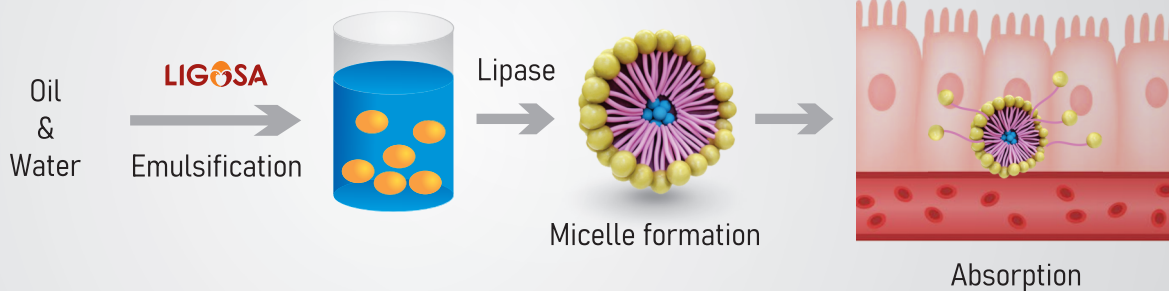 Oil
&
Water
LIGOSA
Emulsification
Lipase
Micelle formation
Absorption